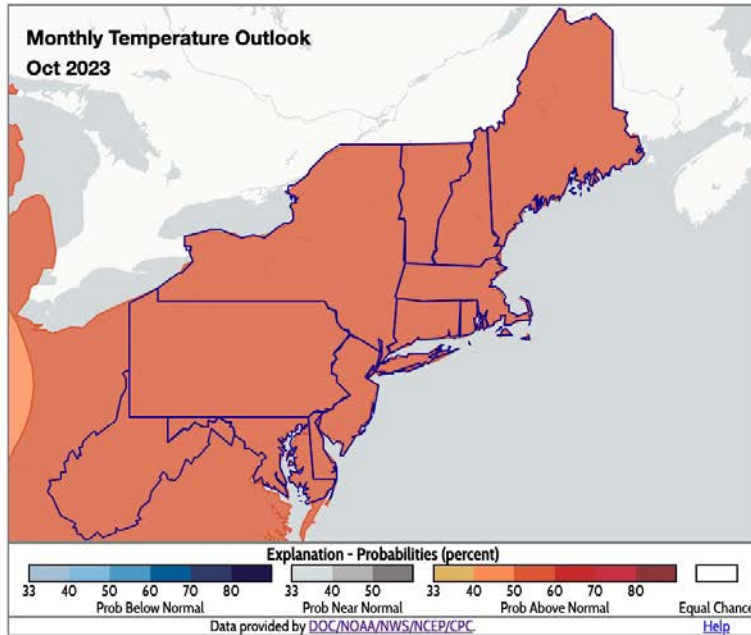 Monthly Temperature Outlook
Oct 2023
Explanation - Probabilities (percent)
33 40 50 60 70 80
Prob Below Normal
33 40 50
Prob Near Normal
33 40 50 60 70 80
Prob Above Normal
Equal Chance
Data provided by DOC/NOAA/NWS/NCEP/CPC.
Help